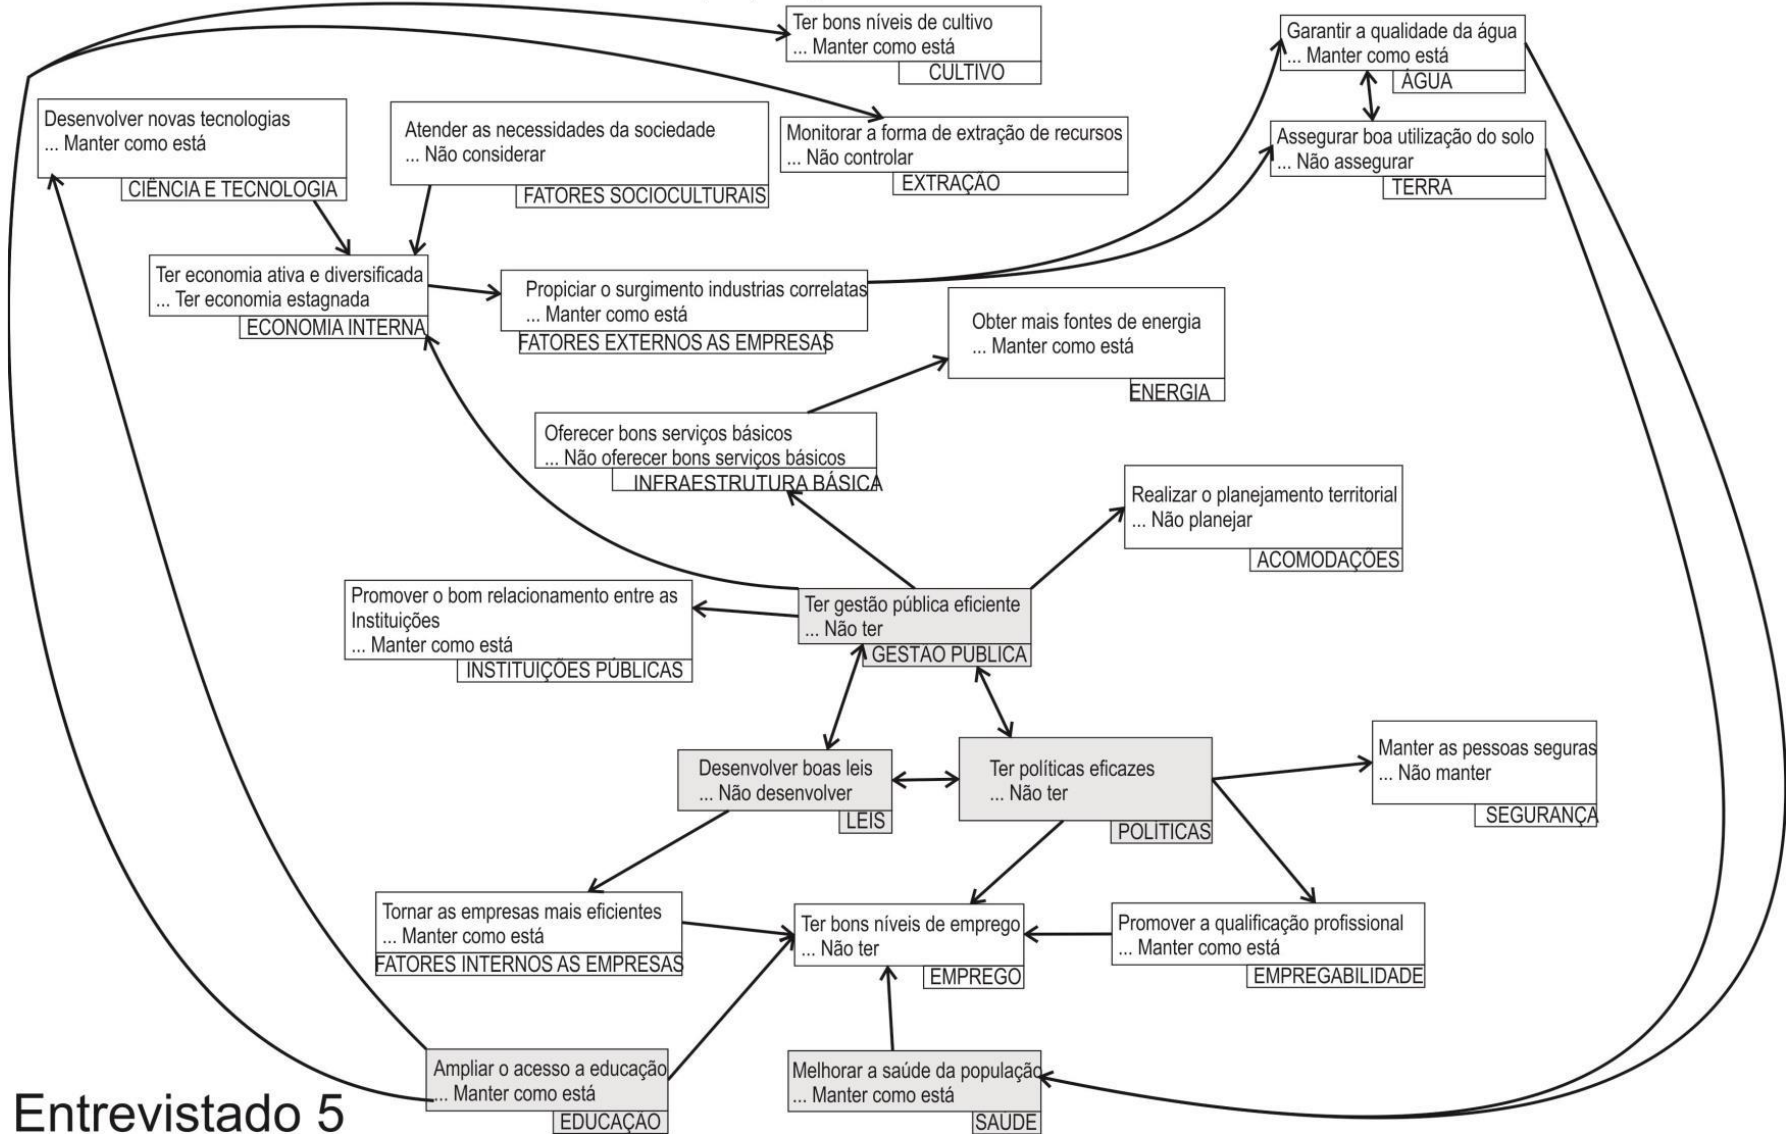 Ter bons níveis de cultivo
... Manter como está
CULTIVO
Garantir a qualidade da água
... Manter como está
ÁGUA
Desenvolver novas tecnologias
... Manter como está
CIÊNCIA E TECNOLOGIA
Atender as necessidades da sociedade
... Não considerar
FATORES SOCIOCULTURAIS
Monitorar a forma de extração de recursos
... Não controlar
EXTRAÇÃO
Assegurar boa utilização do solo
... Não assegurar
TERRA
Ter economia ativa e diversificada
... Ter economia estagnada
ECONOMIA INTERNA
Propiciar o surgimento industrias correlatas
... Manter como está
FATORES EXTERNOS AS EMPRESAS
Obter mais fontes de energia
... Manter como está
ENERGIA
Oferecer bons serviços básicos
... Não oferecer bons serviços básicos
INFRAESTRUTURA BÁSICA
Realizar o planejamento territorial
... Não planejar
ACOMODAÇÕES
Promover o bom relacionamento entre as
Instituições
... Manter como está
INSTITUIÇÕES PÚBLICAS
Ter gestão pública eficiente
... Não ter
GESTÃO PÚBLICA
Desenvolver boas leis
... Não desenvolver
LEIS
Ter políticas eficazes
... Não ter
POLÍTICAS
Manter as pessoas seguras
... Não manter
SEGURANÇA
Tornar as empresas mais eficientes
... Manter como está
FATORES INTERNOS AS EMPRESAS
Ter bons níveis de emprego
... Não ter
EMPREGO
Promover a qualificação profissional
... Manter como está
EMPREGABILIDADE
Ampliar o acesso a educação
... Manter como está
EDUCAÇÃO
Melhorar a saúde da população
... Manter como está
SAÚDE
Entrevistado 5